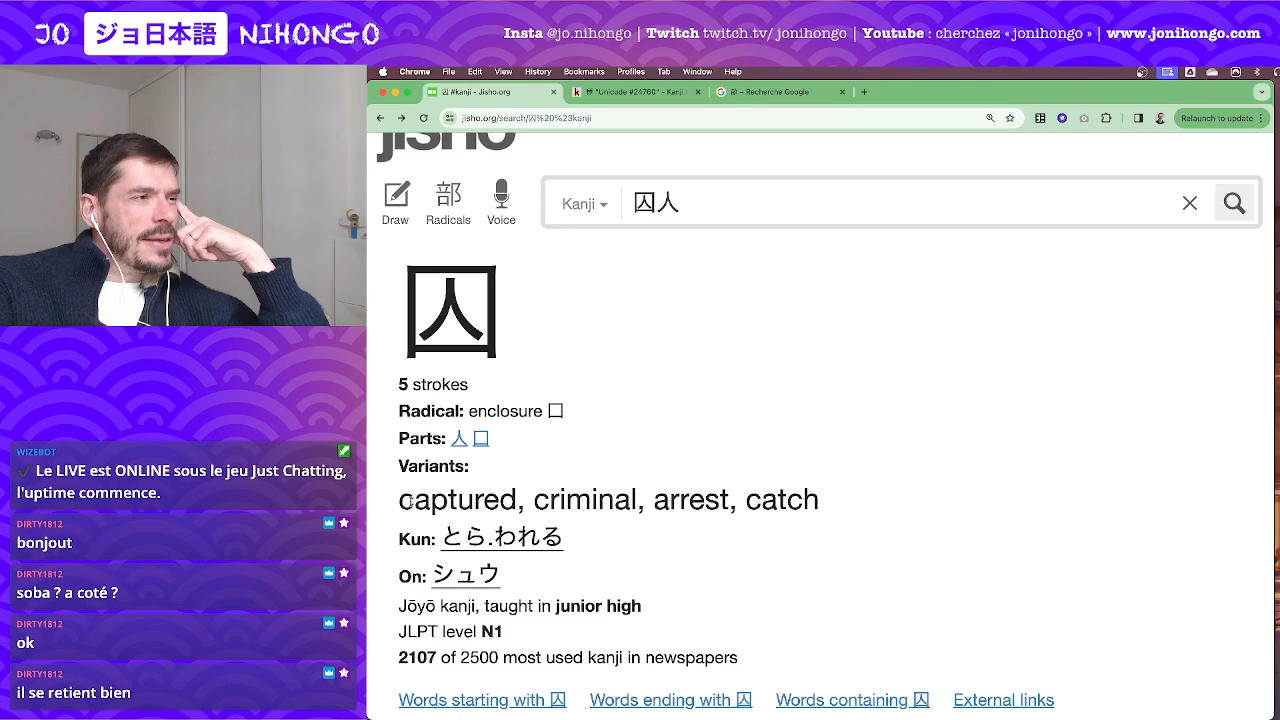 JO ジョ日本語 NIHONGO
Insta @jo.nihongo | Twitch twitch.tv/ jonihongo | Youtube : cherchez « jonihongo » | www.jonihongo.com
Chrome File Edit View History Bookmarks Profiles Tab Window Help
囚 #kanji - Jisho.org
"Unicode #24760" - Kanji
– Recherche Google
jisho.org/search/囚%20%23kanji
Relaunch to update
jisho
Draw
部 Radicals
Voice
Kanji 囚人
囚
5 strokes
Radical: enclosure 囗
Parts: 人 囗
Variants:
captured, criminal, arrest, catch
Kun: とら.われる
On: シュウ
Jōyō kanji, taught in junior high
JLPT level N1
2107 of 2500 most used kanji in newspapers
Words starting with 囚 Words ending with 囚 Words containing 囚 External links
WIZEBOT
Le LIVE est ONLINE sous le jeu Just Chatting,
l'uptime commence.
DIRTY1812
bonjout
DIRTY1812
soba ? a coté ?
DIRTY1812
ok
DIRTY1812
il se retient bien